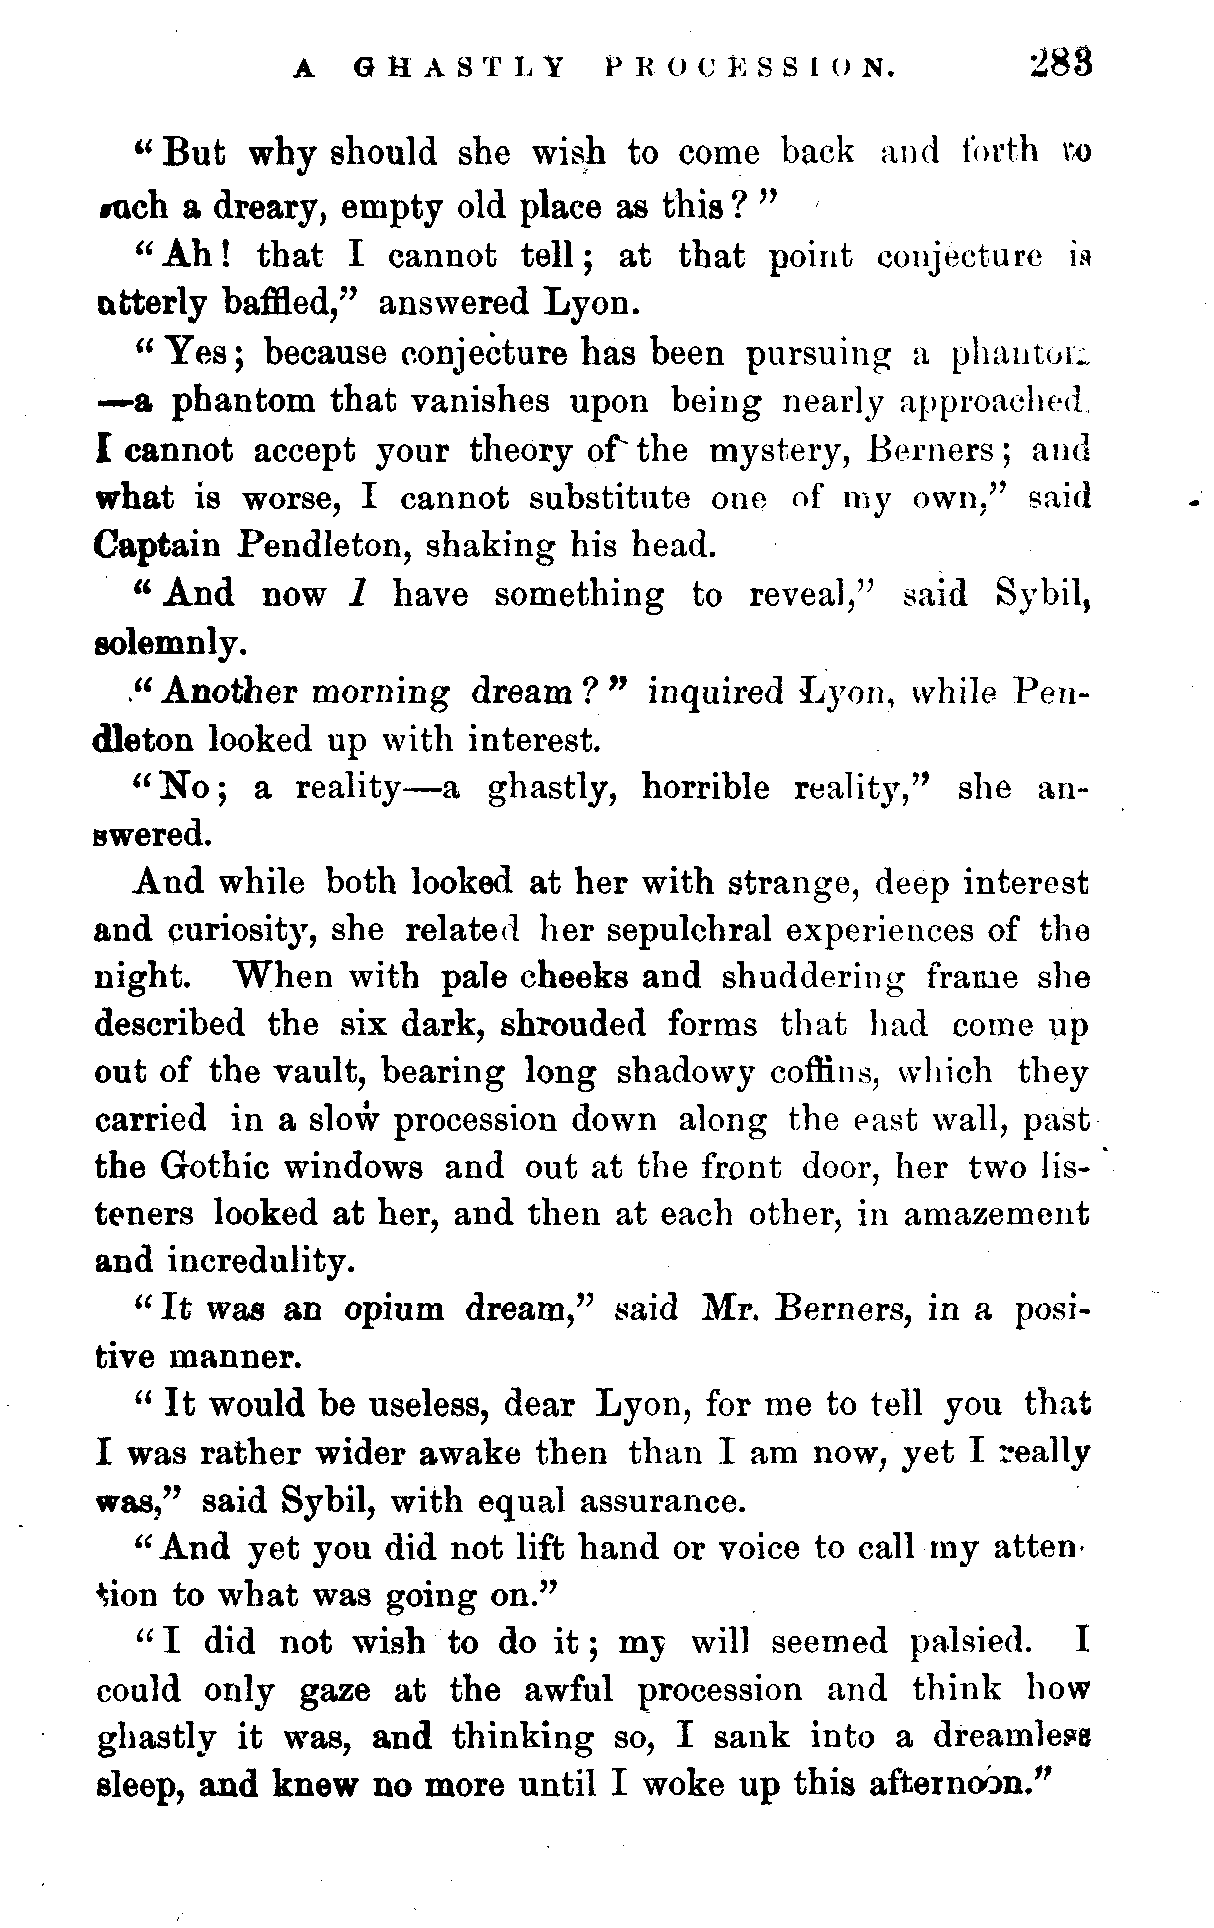 A GHASTLY PROCESSION. 283
“But why should she wish to come back and forth to
such a dreary, empty old place as this?”
“Ah! that I cannot tell; at that point conjecture is
utterly baffled,” answered Lyon.
“Yes; because conjecture has been pursuing a phantom
—a phantom that vanishes upon being nearly approached.
I cannot accept your theory of the mystery, Berners; and
what is worse, I cannot substitute one of my own,” said
Captain Pendleton, shaking his head.
“And now I have something to reveal,” said Sybil,
solemnly.
“Another morning dream?” inquired Lyon, while Pen-
dleton looked up with interest.
“No; a reality—a ghastly, horrible reality,” she an-
swered.
And while both looked at her with strange, deep interest
and curiosity, she related her sepulchral experiences of the
night. When with pale cheeks and shuddering frame she
described the six dark, shrouded forms that had come up
out of the vault, bearing long shadowy coffins, which they
carried in a slow procession down along the east wall, past
the Gothic windows and out at the front door, her two lis-
teners looked at her, and then at each other, in amazement
and incredulity.
“It was an opium dream,” said Mr. Berners, in a posi-
tive manner.
“It would be useless, dear Lyon, for me to tell you that
I was rather wider awake then than I am now, yet I really
was,” said Sybil, with equal assurance.
“And yet you did not lift hand or voice to call my atten-
tion to what was going on.”
“I did not wish to do it; my will seemed palsied. I
could only gaze at the awful procession and think how
ghastly it was, and thinking so, I sank into a dreamless
sleep, and knew no more until I woke up this afternoon.”